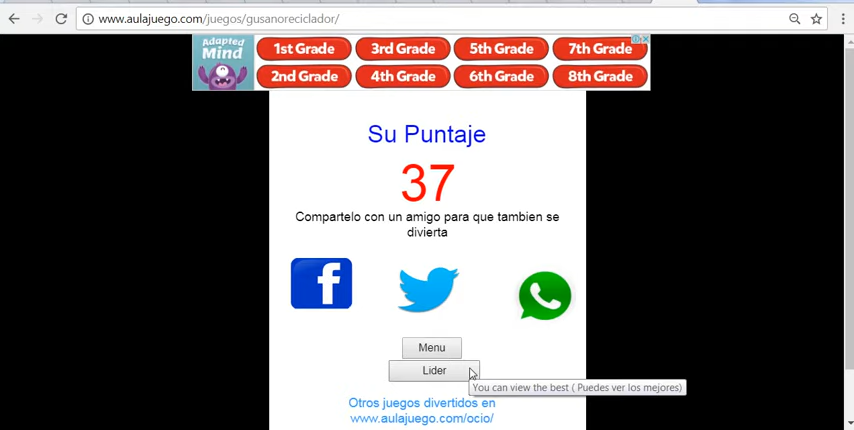 www.aulajuego.com/juegos/gusanoreciclador/
Adapted
Mind
1st Grade
3rd Grade
5th Grade
7th Grade
2nd Grade
4th Grade
6th Grade
8th Grade
Su Puntaje
37
Compartelo con un amigo para que tambien se
divierta
Menu
Lider
You can view the best ( Puedes ver los mejores)
Otros juegos divertidos en
www.aulajuego.com/ocio/